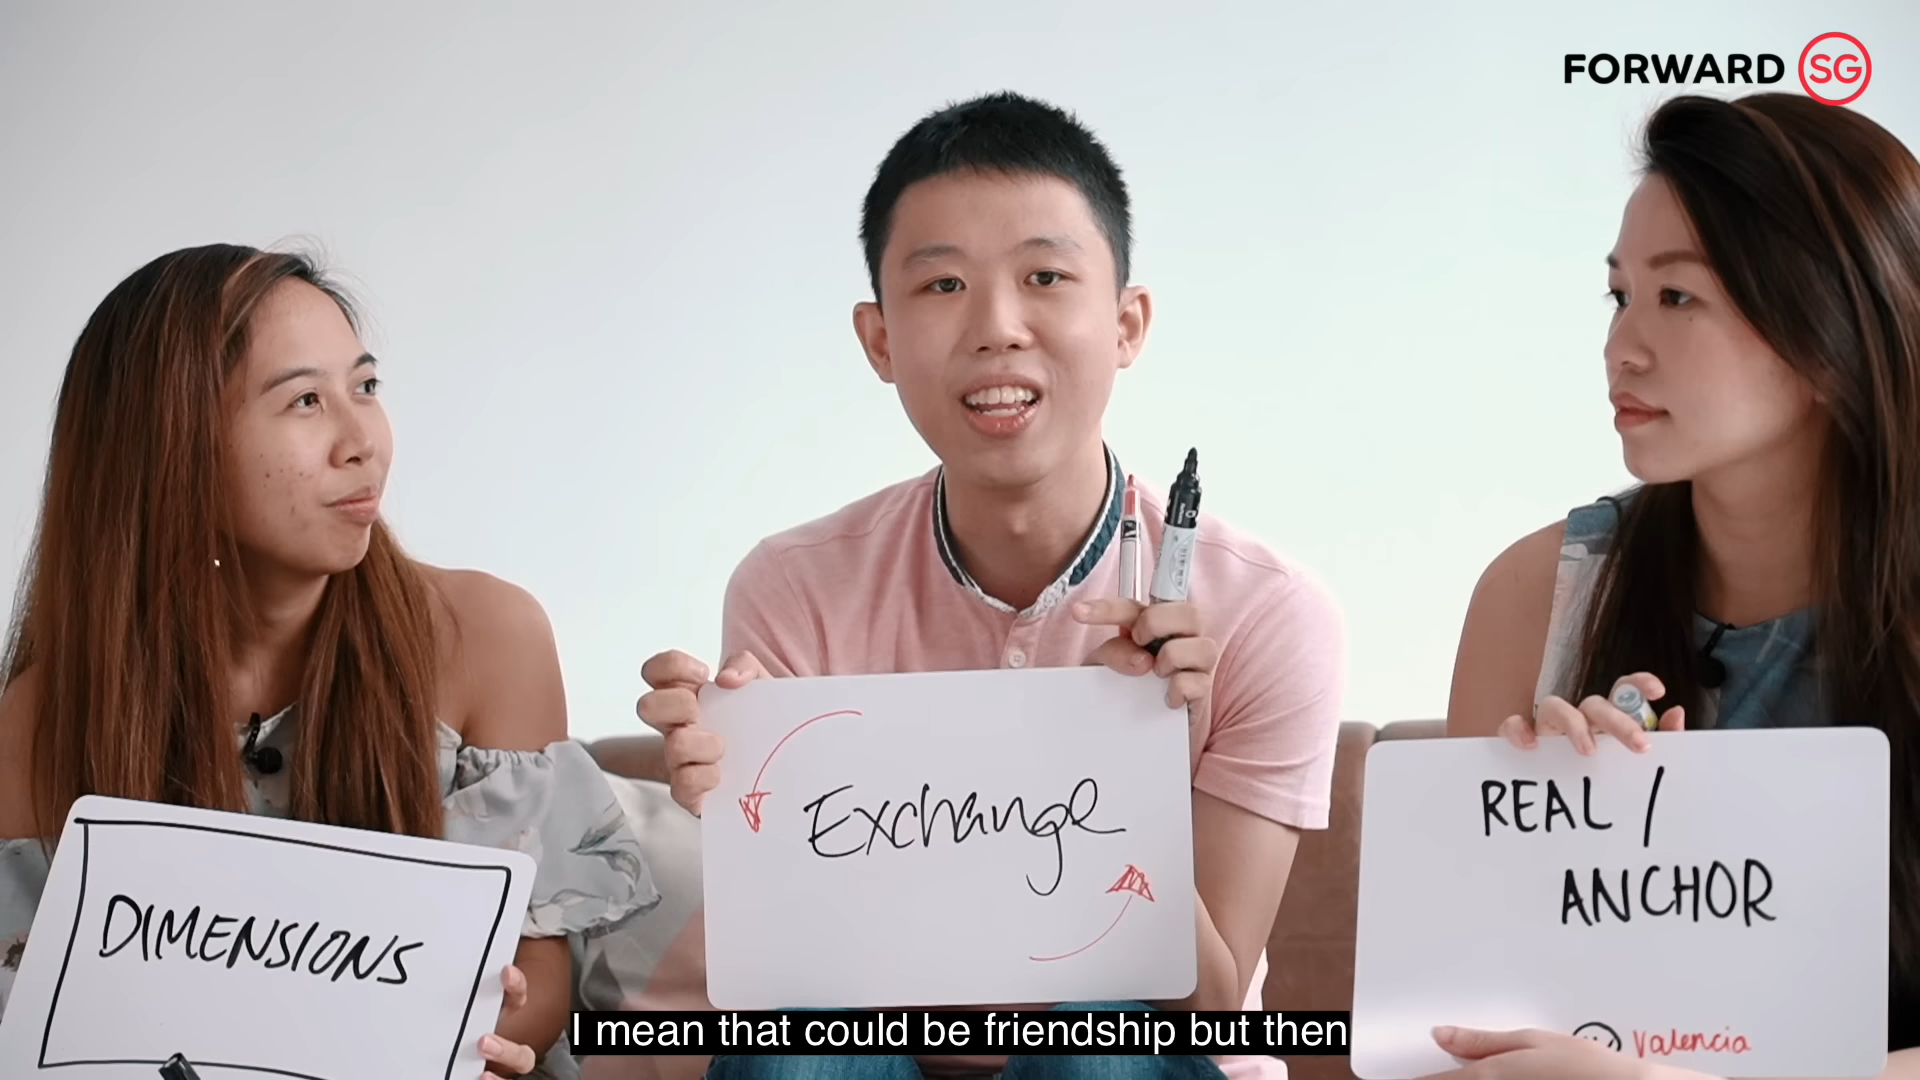 FORWARD SG
DIMENSIONS
Exchange
REAL /
ANCHOR
Valencia
I mean that could be friendship but then